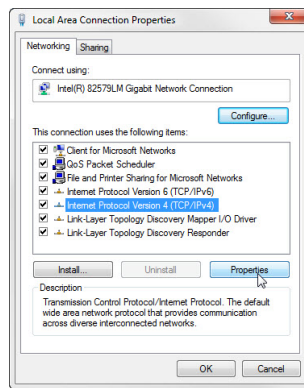 Local Area Connection Properties
Networking
Sharing
Connect using:
Intel(R) 82579LM Gigabit Network Connection
Configure...
This connection uses the following items:
Client for Microsoft Networks
QoS Packet Scheduler
File and Printer Sharing for Microsoft Networks
Internet Protocol Version 6 (TCP/IPv6)
Internet Protocol Version 4 (TCP/IPv4)
Link-Layer Topology Discovery Mapper I/O Driver
Link-Layer Topology Discovery Responder
Install...
Uninstall
Properties
Description
Transmission Control Protocol/Internet Protocol. The default
wide area network protocol that provides communication
across diverse interconnected networks.
OK
Cancel